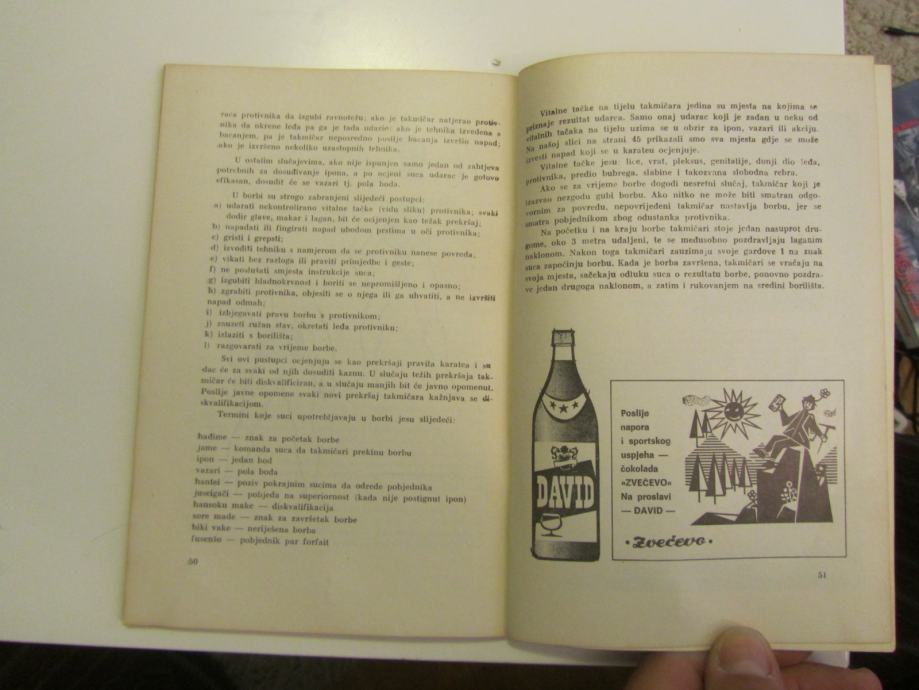 suca protivnika da izgubi ravnotežu; ako je takmičar natjerao protiv-
nika da okrene leđa pa ga je tada udario; ako je tehnika izvedena s
bacanjem, pa je takmičar neposredno poslije bacanja izvršio napad;
ako je izvršeno nekoliko uzastopnih tehnika.
U ostalim slučajevima, ako nije ispunjen samo jedan od zahtjeva
potrebnih za dosuđivanje ipona, a po ocjeni suca udarac je gotovo
efikasan, dosudit će se vazari tj. pola boda.
U borbi su strogo zabranjeni slijedeći postupci:
a) udarati nekontrolirano vitalne tačke (vidu sliku) protivnika; svaki
dodir glave, makar i lagan, bit će ocijenjen kao težak prekršaj;
b) napadati ili fingirati napad ubodom prstima u oči protivnika;
c) gristi i grepsti;
d) izvoditi tehniku s namjerom da se protivniku nanese povreda.
e) vikati bez razloga ili praviti primjedbe i geste;
f) ne poslušati smjesta instrukcije suca;
g) izgubiti hladnokrvnost i boriti se nepromišljeno i opasno;
h) zgrabiti protivnika, objesiti se o njega ili ga uhvatiti, a ne izvršiti
napad odmah;
i) izbjegavati pravu borbu s protivnikom;
j) zauzeti ružan stav, okretati leđa protivniku;
k) izlaziti s borilišta;
l) razgovarati za vrijeme borbe.
Svi ovi postupci ocjenjuju se kao prekršaji pravila karatea i su
dac će za svaki od njih dosuditi kaznu. U slučaju težih prekršaja tak-
mičar će biti diskvalificiran, a u slučaju manjih bit će javno opomenut.
Poslije javne opomene svaki novi prekršaj takmičara kažnjava se di-
skvalifikacijom.
Termini koje suci upotrebljavaju u borbi jesu slijedeći:
hadime — znak za početak borbe
jame — komanda suca da takmičari prekinu borbu
ipon — jedan bod
vazari — pola boda
hantei — poziv pokrajnim sucima da odrede pobjednika
juseigači — pobjeda na superiornost (kada nije postignut ipon)
hansoku make — diskvalifikacija
sore made — znak za završetak borbe
hiki vake — neriješena borba
fusenšo — pobjednik par forfait
50
Vitalne tačke na tijelu takmičara jedina su mjesta na kojima se
priznaje rezultat udarca. Samo onaj udarac koji je zadan u neku od
vitalnih tačaka na tijelu uzima se u obzir za ipon, vazari ili akciju.
Na našoj slici na strani 45 prikazali smo sva mjesta gdje se može
izvesti napad koji se u karateu ocjenjuje.
Vitalne tačke jesu: lice, vrat, pleksus, genitalije, donji dio leđa,
protivnika, predio bubrega, slabine i takozvana slobodna rebra.
Ako se za vrijeme borbe dogodi nesretni slučaj, takmičar koji je
izazvao nezgodu gubi borbu. Ako nitko ne može biti smatran odgo-
vornim za povredu, nepovrijeđeni takmičar nastavlja borbu, jer se
smatra pobjednikom zbog odustanka protivnika.
Na početku i na kraju borbe takmičari stoje jedan nasuprot dru-
gome, oko 3 metra udaljeni, te se međusobno pozdravljaju laganim
naklonom. Nakon toga takmičari zauzimaju svoje gardove i na znak
suca započinju borbu. Kada je borba završena, takmičari se vraćaju na
svoja mjesta, sačekaju odluku suca o rezultatu borbe, ponovno pozdra-
ve jedan drugoga naklonom, a zatim i rukovanjem na sredini borilišta.
DAVID
Poslije
napora
i sportskog
uspjeha —
čokolada
»ZVEČEVO«
Na proslavi
— DAVID —
• Zvečevo •
51